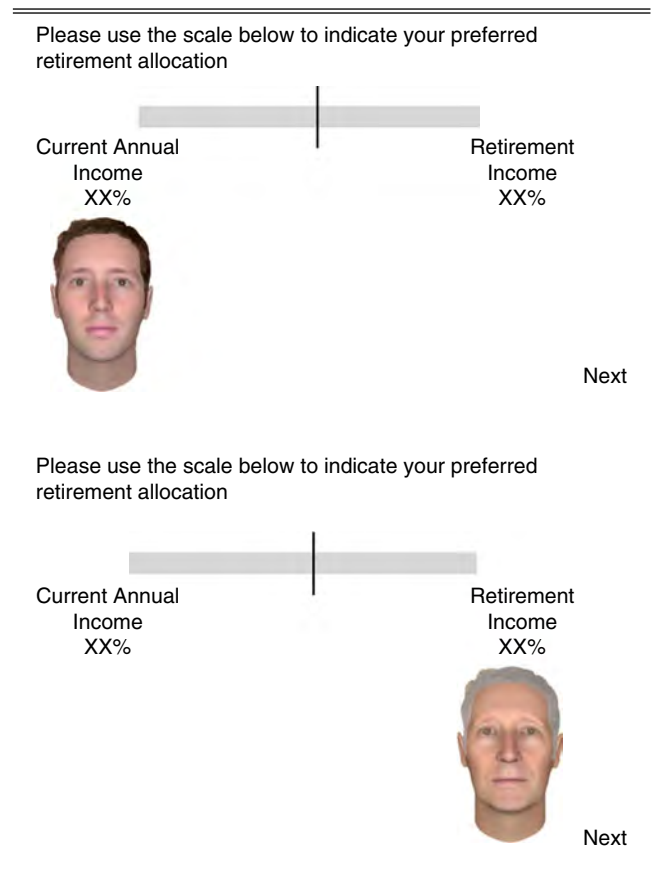 Please use the scale below to indicate your preferred
retirement allocation
Current Annual
Income
XX%
Retirement
Income
XX%
Next
Please use the scale below to indicate your preferred
retirement allocation
Current Annual
Income
XX%
Retirement
Income
XX%
Next